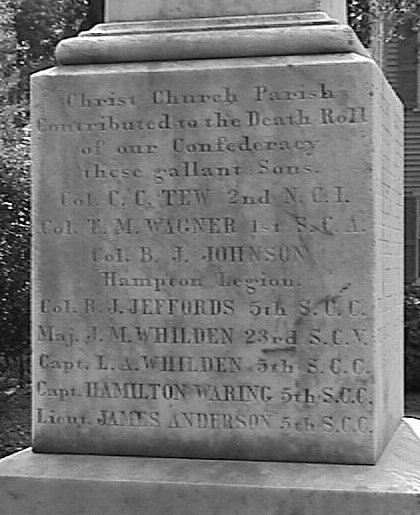 Christ Church Parish
Contributed to the Death Roll
of our Confederacy
these gallant Sons.
Col. C. C. TEW 2nd N. C. I.
Col. T. M. WAGNER 1st S. C. A.
Col. B. J. JOHNSON
Hampton Legion.
Col. R. J. JEFFORDS 5th S. C. C.
Maj. J. M. WHILDEN 23rd S. C. V.
Capt. L. A. WHILDEN 5th S. C. C.
Capt. HAMILTON WARING 5th S. C. C.
Lieut. JAMES ANDERSON 5th S. C. C.